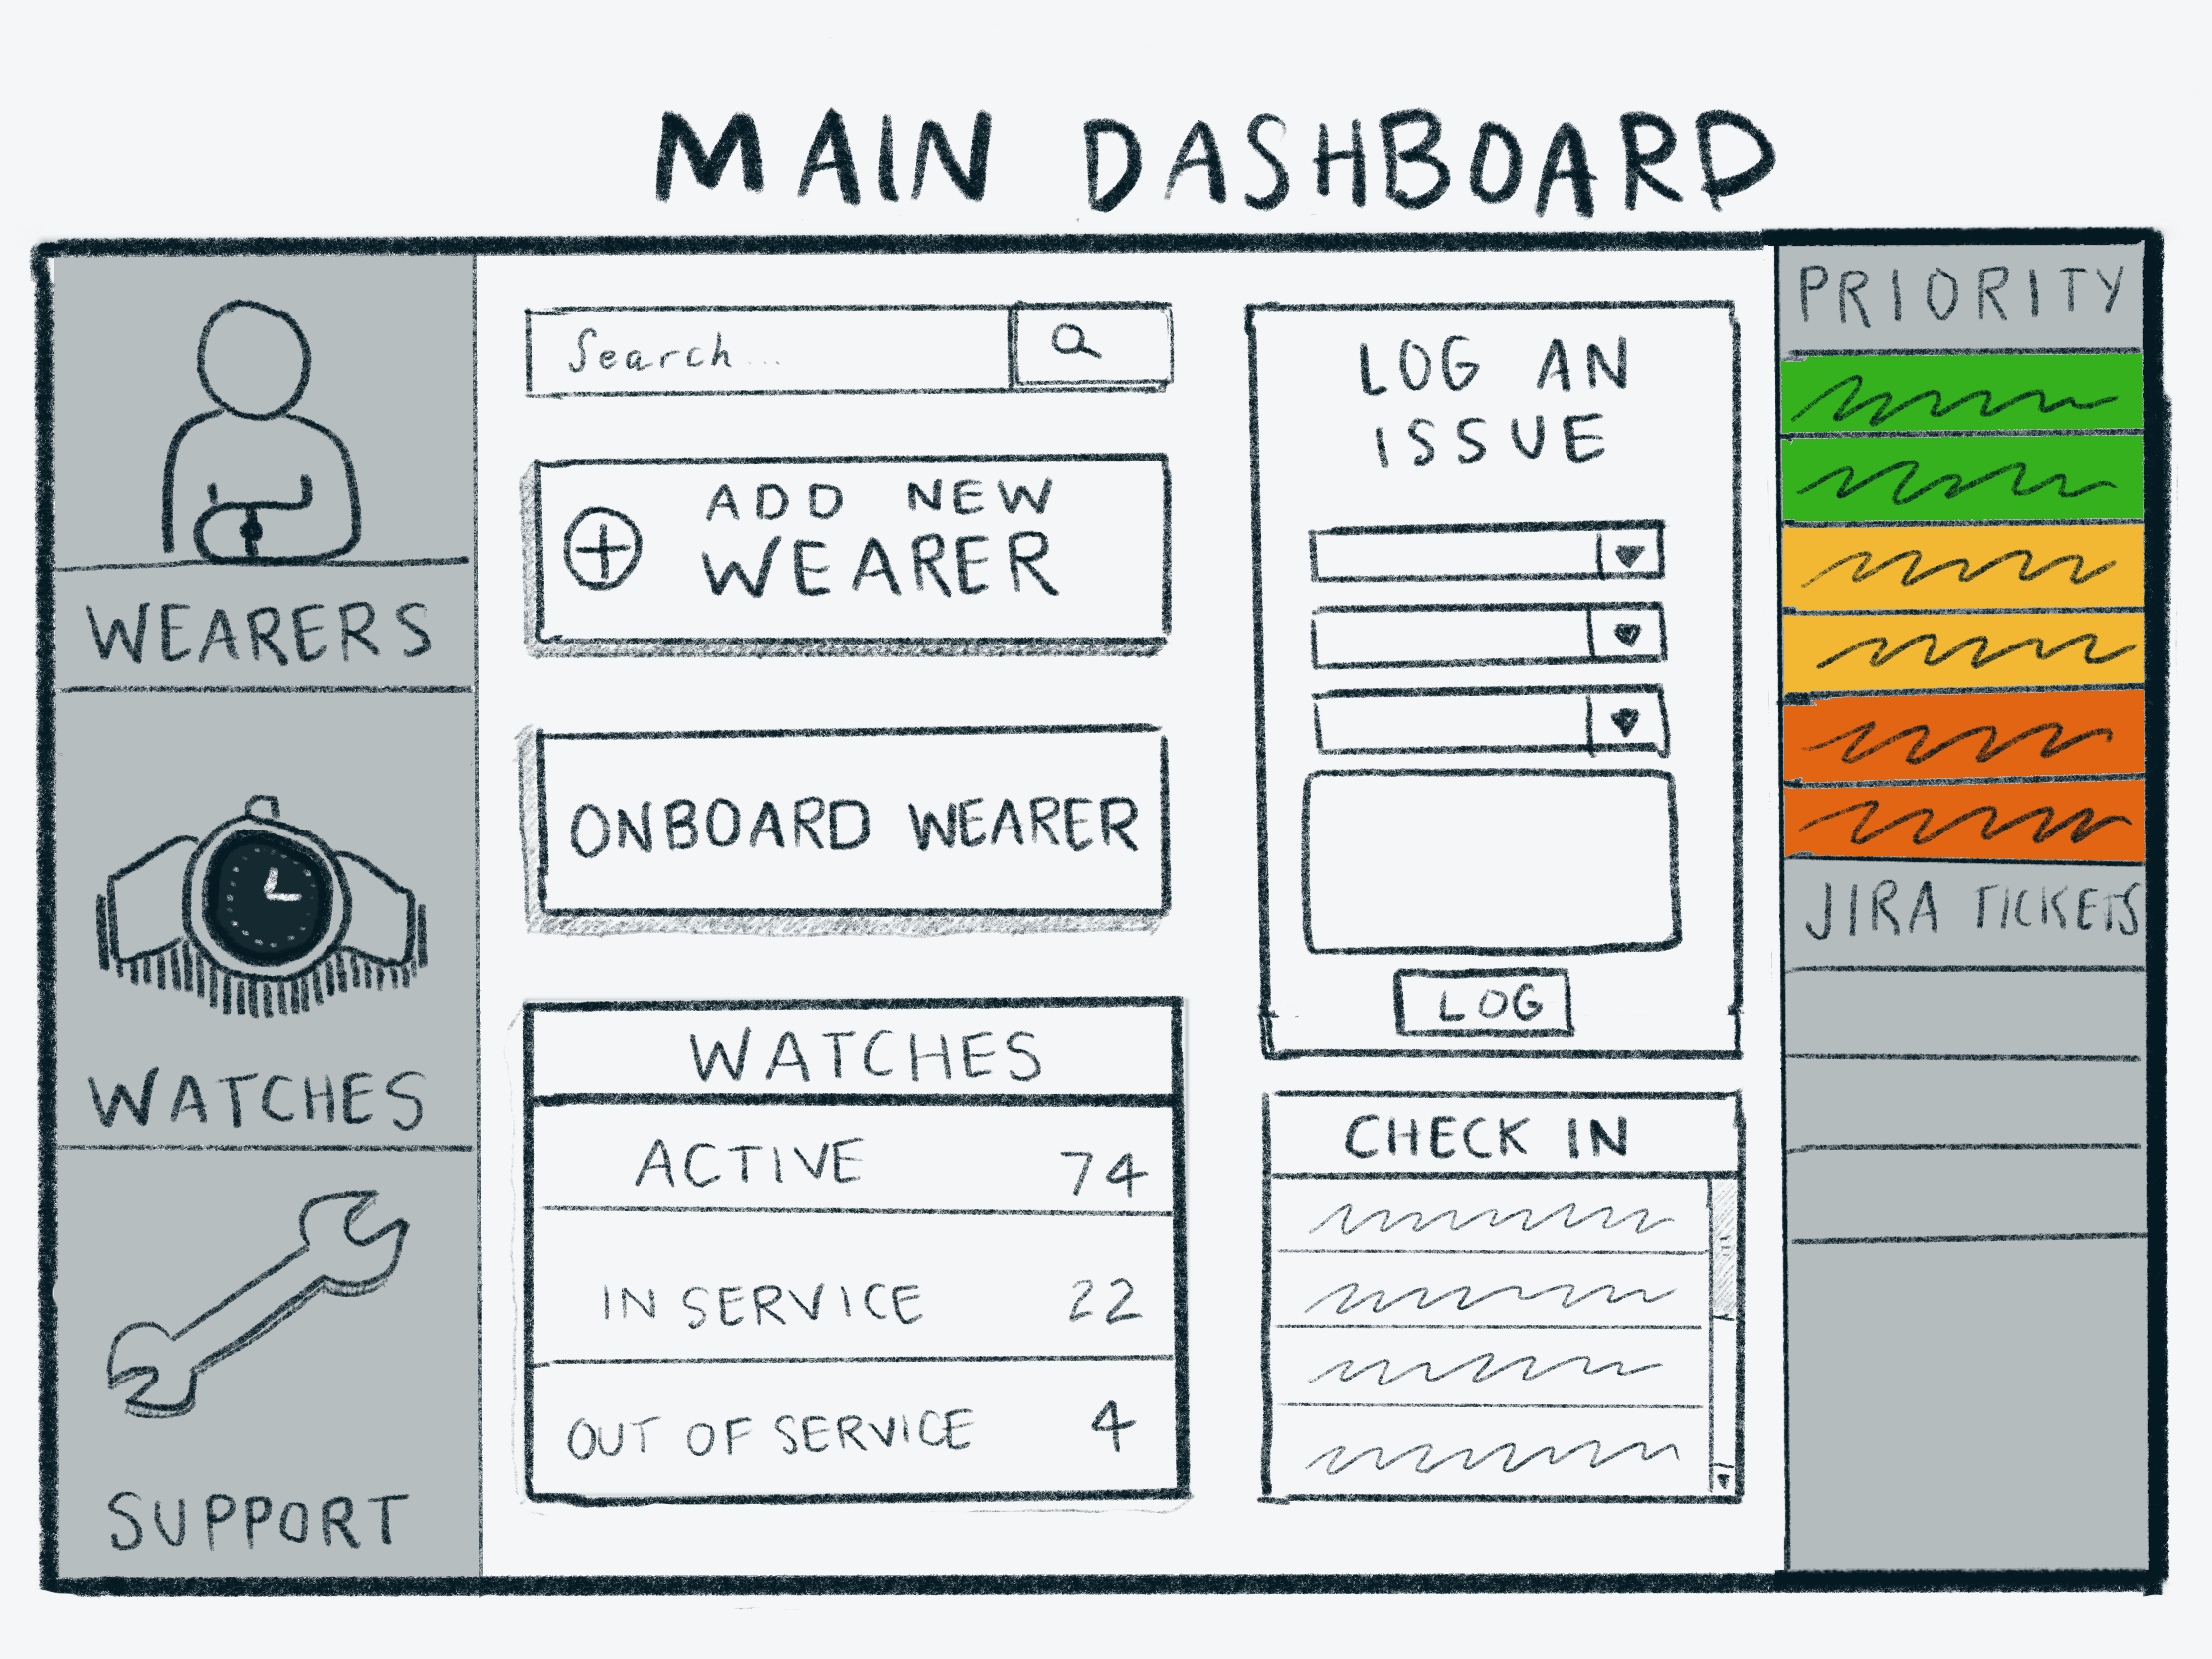 MAIN DASHBOARD
WEARERS
WATCHES
SUPPORT
Search...
ADD NEW
WEARER
ONBOARD WEARER
WATCHES
ACTIVE 74
IN SERVICE 22
OUT OF SERVICE 4
LOG AN
ISSUE
LOG
CHECK IN
PRIORITY
JIRA TICKETS